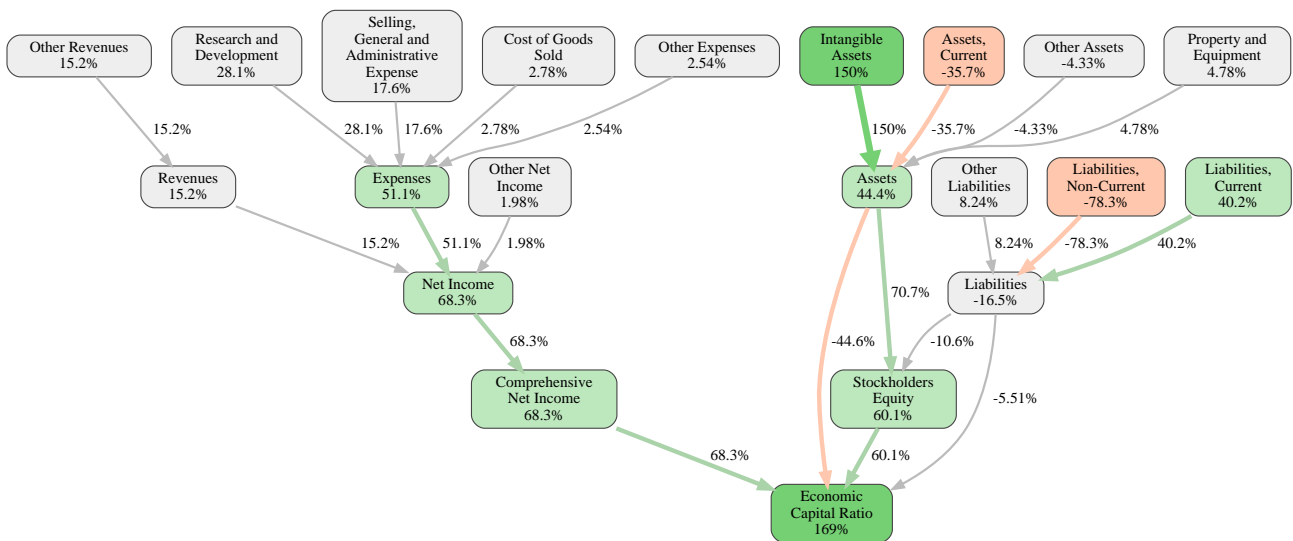 Other Revenues
15.2%
Research and
Development
28.1%
Selling,
General and
Administrative
Expense
17.6%
Cost of Goods
Sold
2.78%
Other Expenses
2.54%
Intangible
Assets
150%
Assets,
Current
-35.7%
Other Assets
-4.33%
Property and
Equipment
4.78%
15.2%
28.1%
17.6%
2.78%
2.54%
150%
-35.7%
-4.33%
4.78%
Revenues
15.2%
Expenses
51.1%
Other Net
Income
1.98%
Assets
44.4%
Other
Liabilities
8.24%
Liabilities,
Non-Current
-78.3%
Liabilities,
Current
40.2%
15.2%
51.1%
1.98%
8.24%
-78.3%
40.2%
Net Income
68.3%
Liabilities
-16.5%
70.7%
68.3%
-44.6%
-10.6%
Comprehensive
Net Income
68.3%
Stockholders
Equity
60.1%
-5.51%
68.3%
60.1%
Economic
Capital Ratio
169%